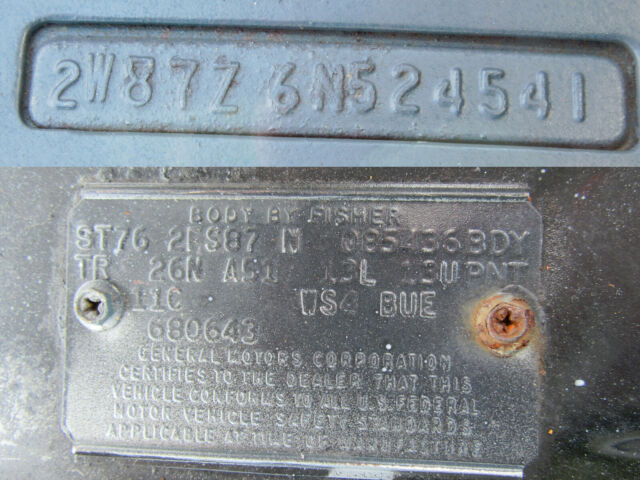 2W87Z6N524541
BODY BY FISHER
ST76 2FS87 N 085436BDY
TR 26N A51 13L 13U PNT
11C WS4 BUE
680643
GENERAL MOTORS CORPORATION
CERTIFIES TO THE DEALER THAT THIS
VEHICLE CONFORMS TO ALL U.S. FEDERAL
MOTOR VEHICLE SAFETY STANDARDS
APPLICABLE AT TIME OF MANUFACTURE